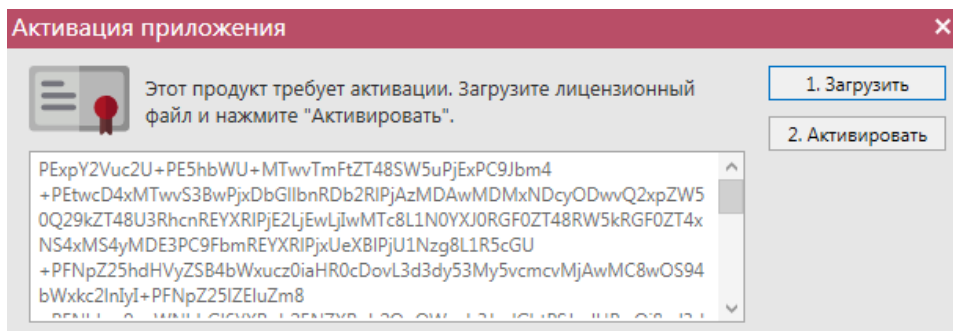 Активация приложения
Этот продукт требует активации. Загрузите лицензионный
файл и нажмите "Активировать".
1. Загрузить
2. Активировать
PExpY2Vuc2U+PE5hbWU+MTwvTmFtZT48SW5uPjExPC9Jbm4
+PEtwcD4xMTwvS3BwPjxDbGllbnRDb2RlPjAzMDAwMDMxNDcyODwvQ2xpZW5
0Q29kZT48U3RhcnREYXRlPjE2LjEwLjIwMTc8L1N0YXJ0RGF0ZT48RW5kRGF0ZT4x
NS4xMS4yMDE3PC9FbmREYXRlPjxUeXBlPjU1Nzg8L1R5cGU
+PFNpZ25hdHVyZSB4bWxucz0iaHR0cDovL3d3dy53My5vcmcvMjAwMC8wOS94
bWxkc2lnIyI+PFNpZ25lZEluZm8